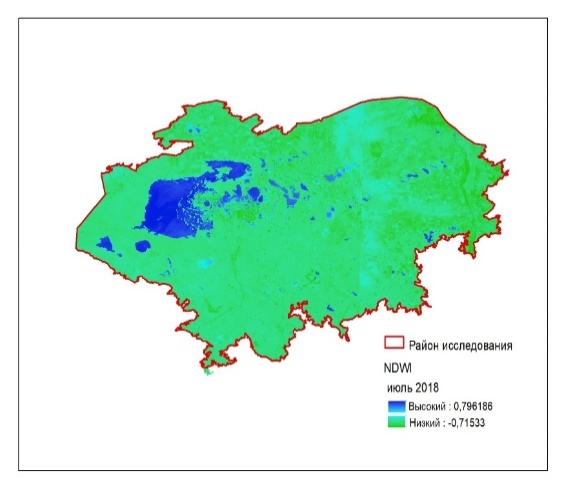 Район исследования
NDWI
июль 2018
Высокий : 0,796186
Низкий : -0,71533